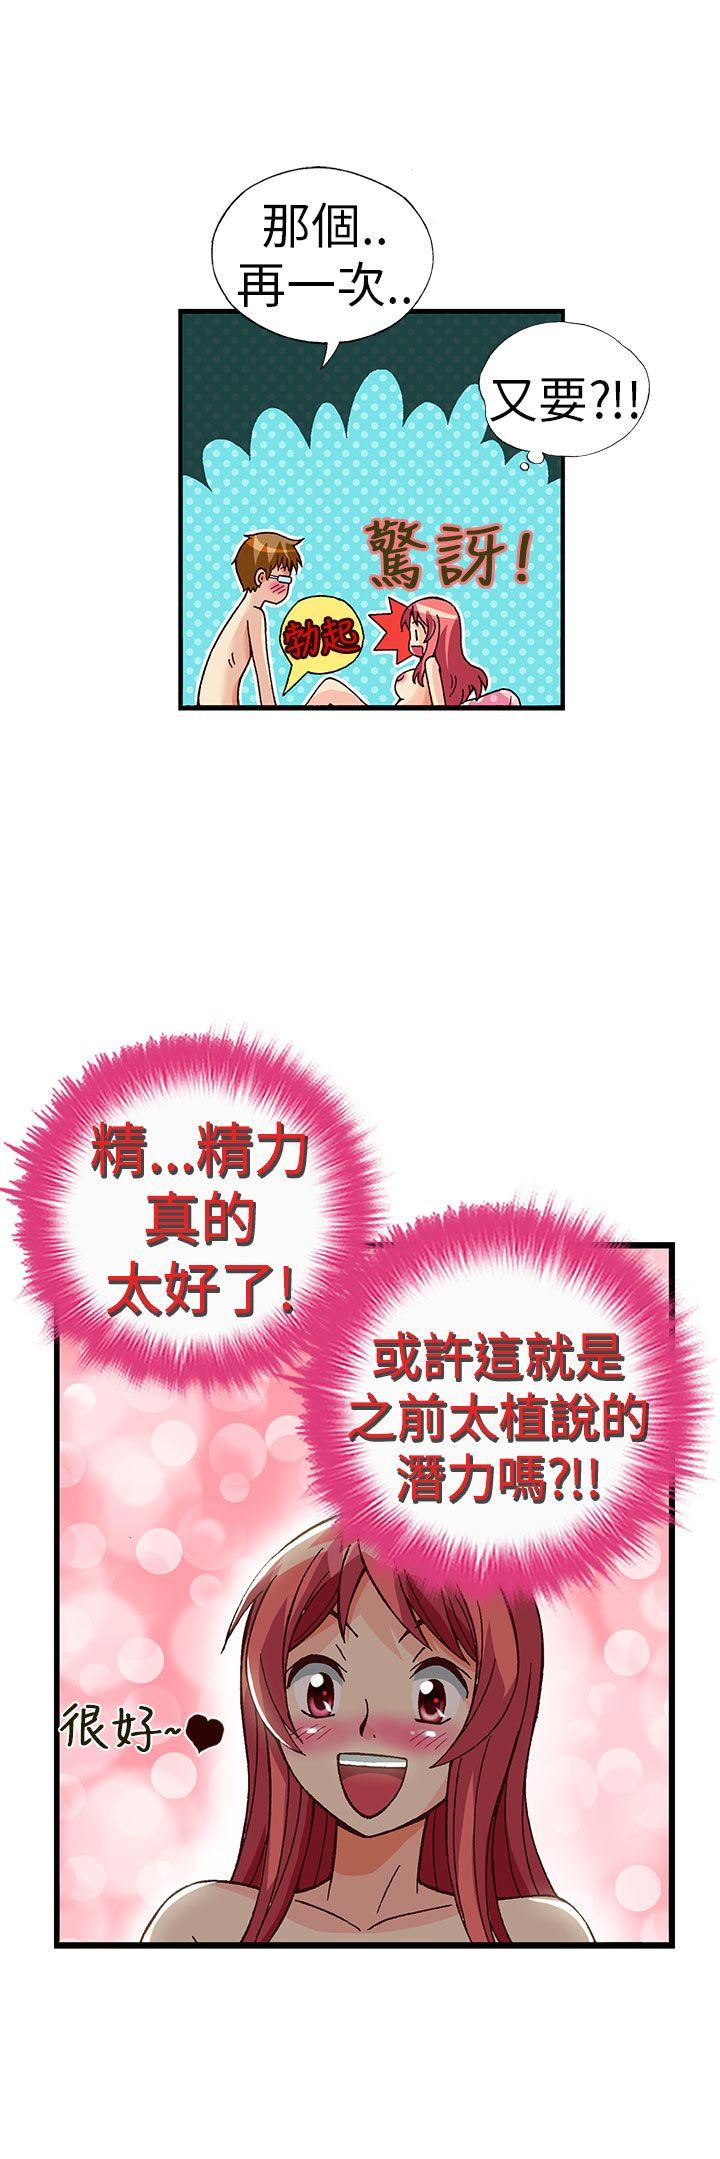 那個..
再一次..
又要?!!
驚訝!
勃起
精...精力
真的
太好了!
或許這就是
之前太植說的
潛力嗎?!!
很好~